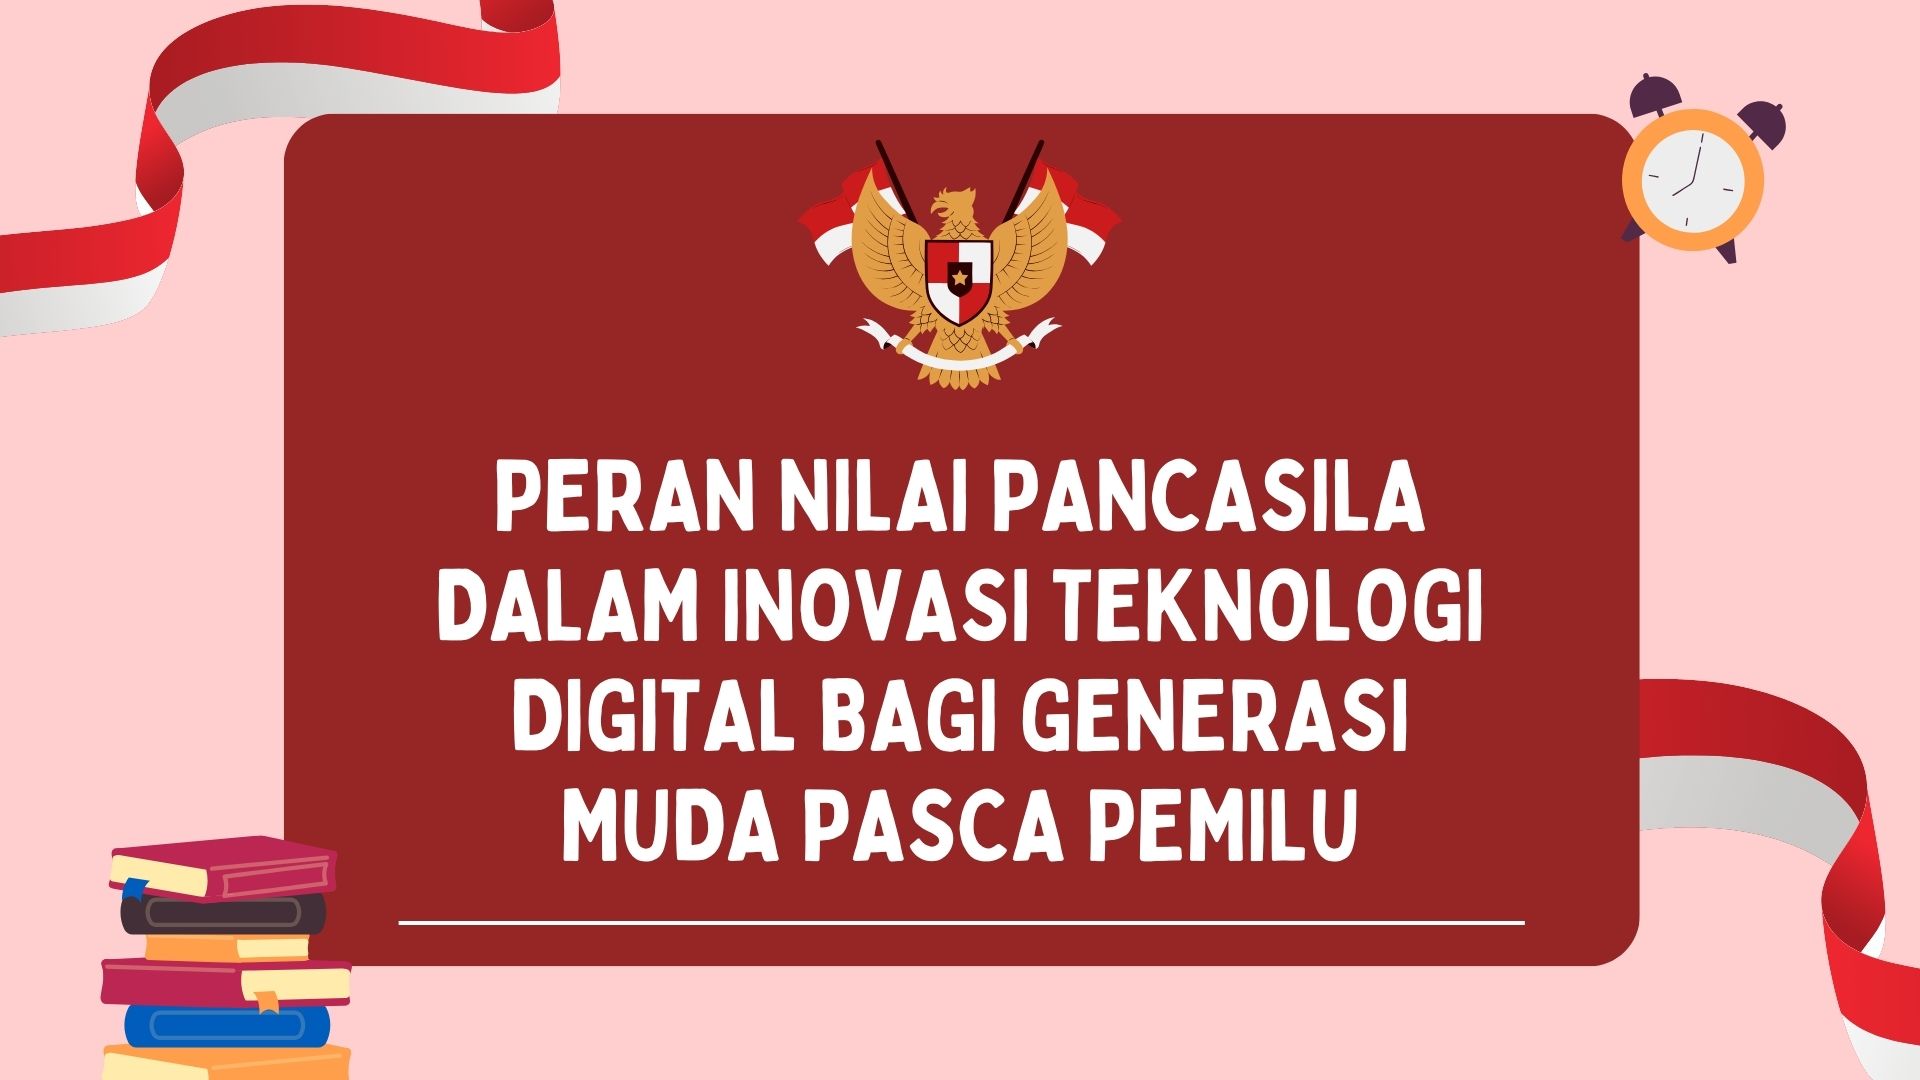 PERAN NILAI PANCASILA
DALAM INOVASI TEKNOLOGI
DIGITAL BAGI GENERASI
MUDA PASCA PEMILU